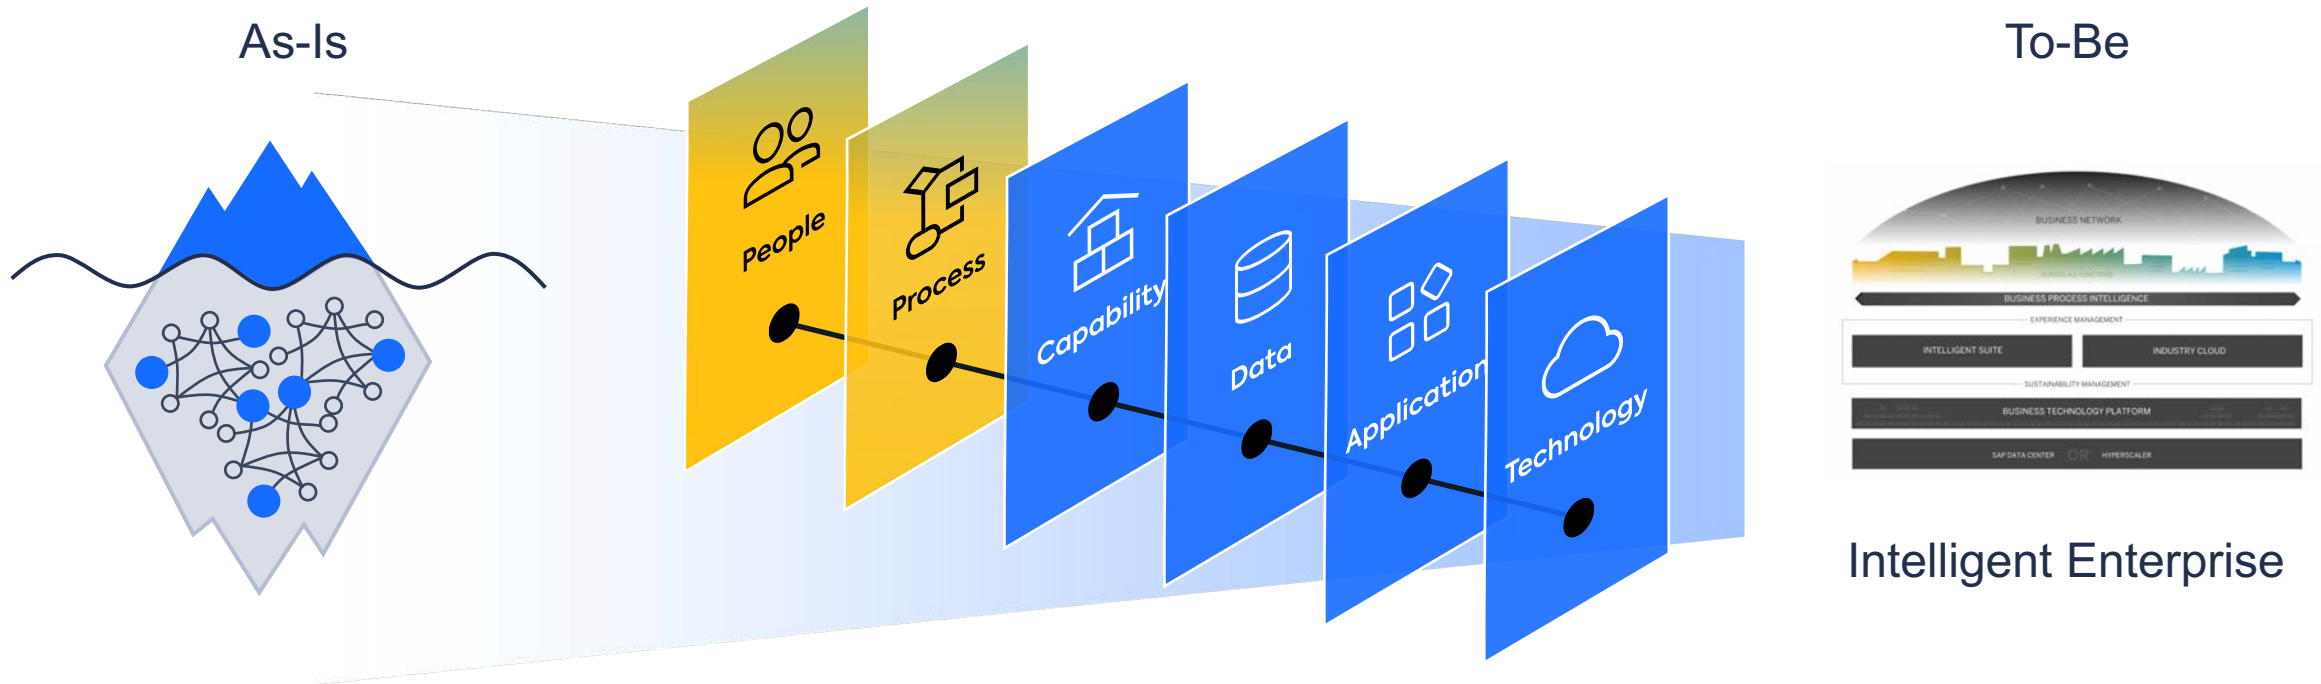 As-Is
To-Be
People
Process
Capability
Data
Application
Technology
BUSINESS NETWORK
BUSINESS PROCESS INTELLIGENCE
EXPERIENCE MANAGEMENT
INTELLIGENT SUITE
INDUSTRY CLOUD
SUSTAINABILITY MANAGEMENT
BUSINESS TECHNOLOGY PLATFORM
SAP DATA CENTER OR HYPERSCALER
Intelligent Enterprise